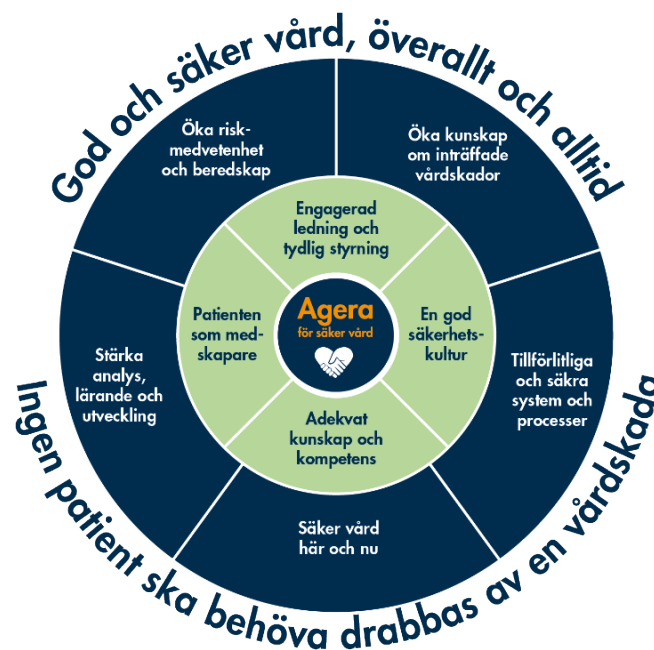 God och säker vård, överallt och alltid
Öka risk-
medvetenhet
och beredskap
Öka kunskap
om inträffade
vårdskador
Engagerad
ledning och
tydlig styrning
Patienten
som med-
skapare
Agera
för säker vård
En god
säkerhets-
kultur
Stärka
analys,
lärande och
utveckling
Tillförlitliga
och säkra
system och
processer
Adekvat
kunskap och
kompetens
Säker vård
här och nu
Ingen patient ska behöva drabbas av en vårdskada